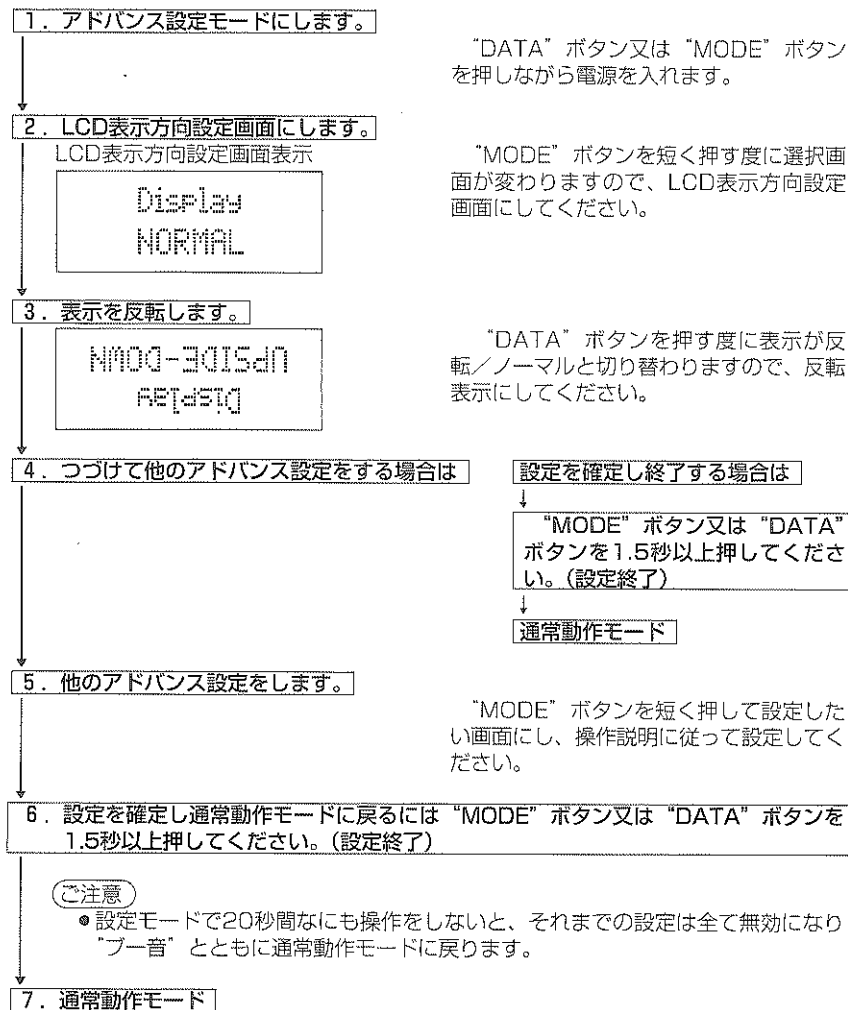 1. アドバンス設定モードにします。
"DATA"ボタン又は"MODE"ボタン
を押しながら電源を入れます。
2. LCD表示方向設定画面にします。
LCD表示方向設定画面表示
Display
NORMAL
"MODE"ボタンを短く押す度に選択画
面が変わりますので、LCD表示方向設定
画面にしてください。
3. 表示を反転します。
Display
UPSIDE-DOWN
"DATA"ボタンを押す度に表示が反
転/ノーマルと切り替わりますので、反転
表示にしてください。
4. つづけて他のアドバンス設定をする場合は
設定を確定し終了する場合は
"MODE"ボタン又は"DATA"
ボタンを1.5秒以上押してくださ
い。(設定終了)
通常動作モード
5. 他のアドバンス設定をします。
"MODE"ボタンを短く押して設定した
い画面にし、操作説明に従って設定してく
ださい。
6. 設定を確定し通常動作モードに戻るには"MODE"ボタン又は"DATA"ボタンを
1.5秒以上押してください。(設定終了)
ご注意
●設定モードで20秒間なにも操作をしないと、それまでの設定は全て無効になり
"ブー音"とともに通常動作モードに戻ります。
7. 通常動作モード